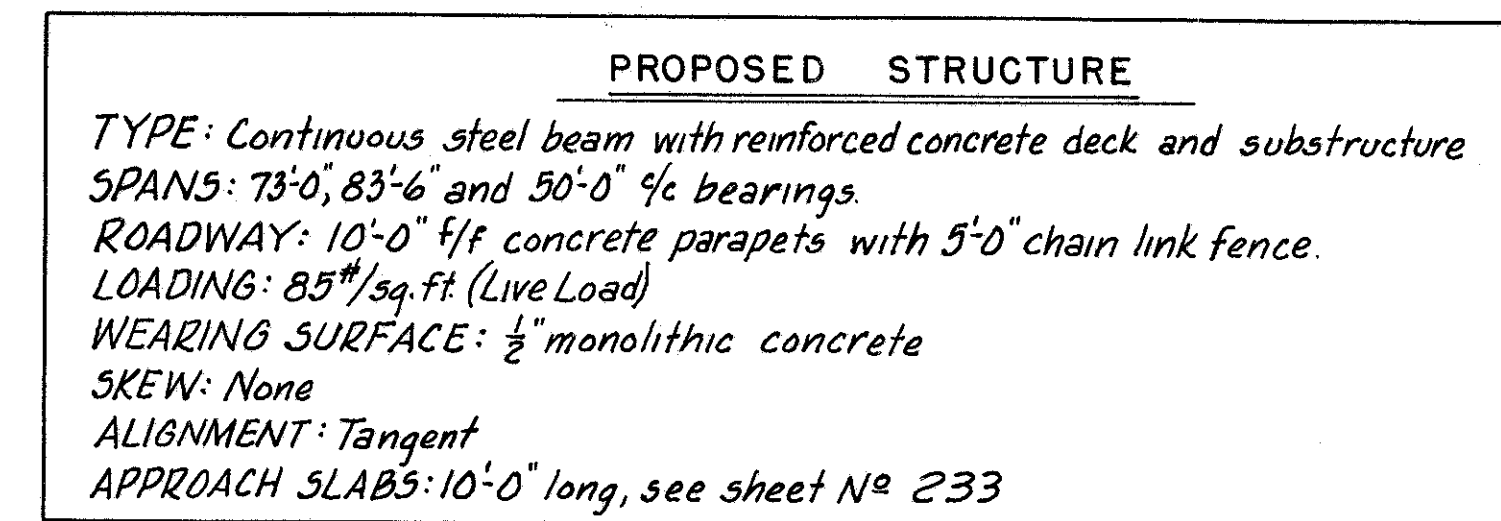 PROPOSED STRUCTURE
TYPE: Continuous steel beam with reinforced concrete deck and substructure
SPANS: 73'-0", 83'-6" and 50'-0" c/c bearings.
ROADWAY: 10'-0" f/f concrete parapets with 5'-0" chain link fence.
LOADING: 85#/sq.ft. (Live Load)
WEARING SURFACE: 1/2" monolithic concrete
SKEW: None
ALIGNMENT: Tangent
APPROACH SLABS: 10'-0" long, see sheet Nº 233